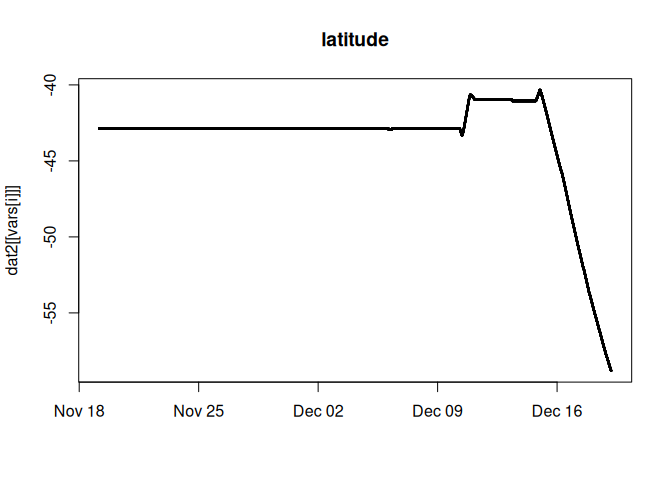 latitude
dat2[[vars[i]]]
-40
-45
-50
-55
Nov 18
Nov 25
Dec 02
Dec 09
Dec 16